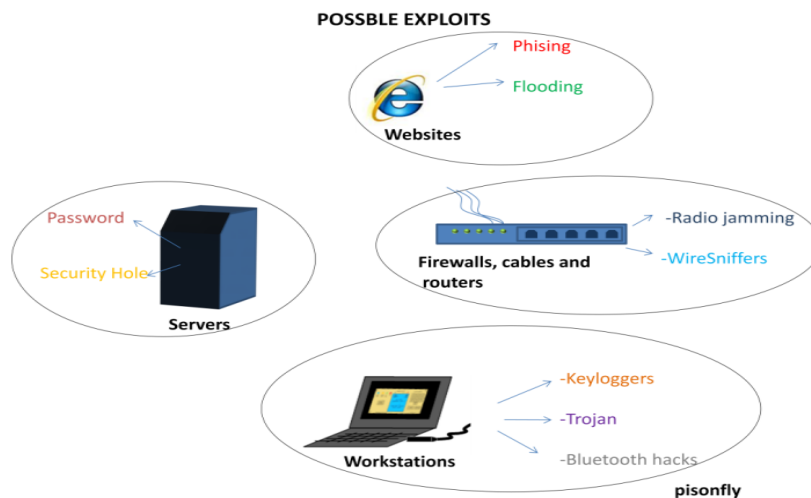 POSSBLE EXPLOITS
Phising
Flooding
Websites
Password
Security Hole
Servers
-Radio jamming
-WireSniffers
Firewalls, cables and
routers
-Keyloggers
-Trojan
-Bluetooth hacks
Workstations
pisonfly